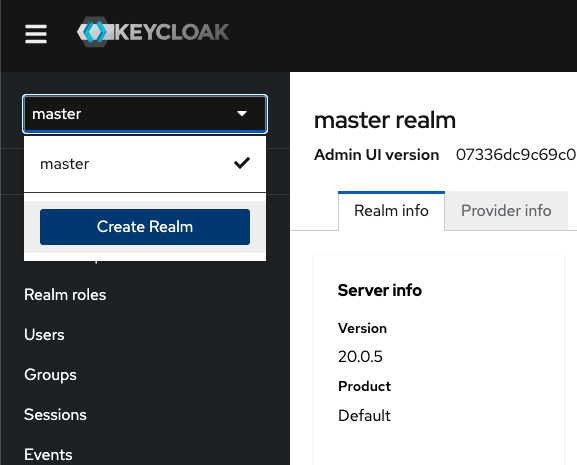 KEYCLOAK
master
master
Create Realm
Realm roles
Users
Groups
Sessions
Events
master realm
Admin UI version 07336dc9c69c0
Realm info
Provider info
Server info
Version
20.0.5
Product
Default